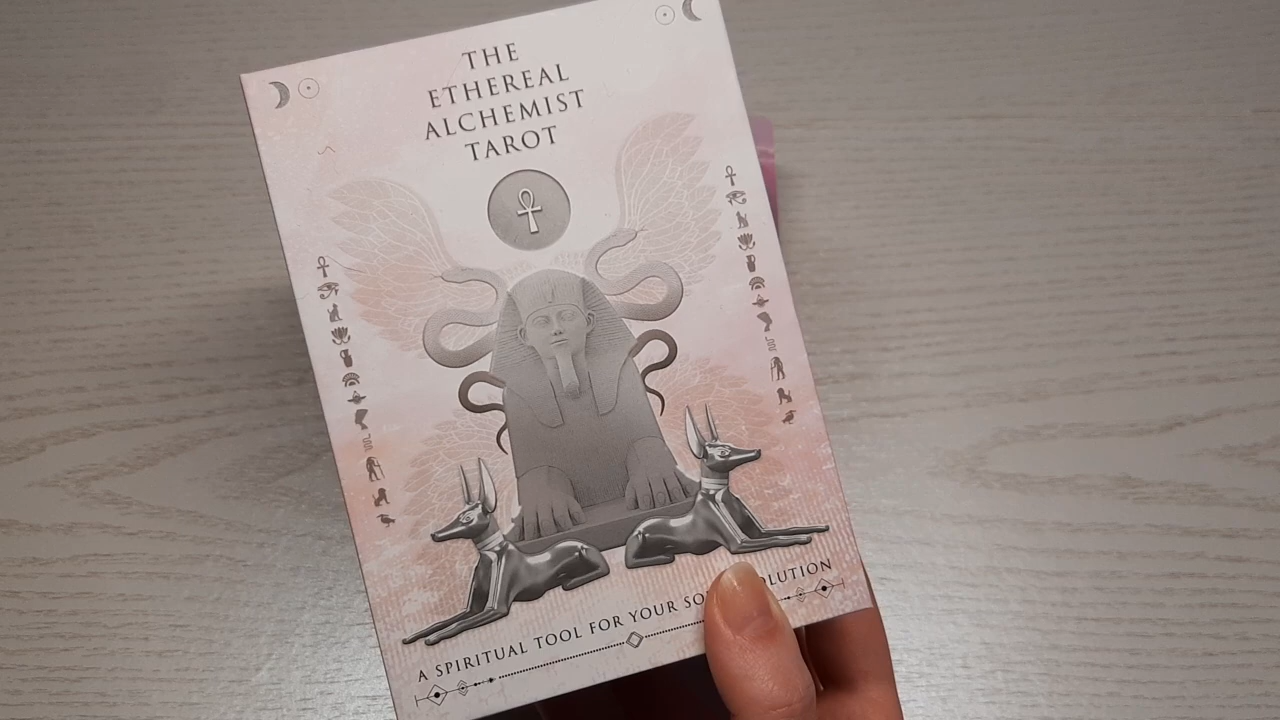 THE
ETHEREAL
ALCHEMIST
TAROT
A SPIRITUAL TOOL FOR YOUR